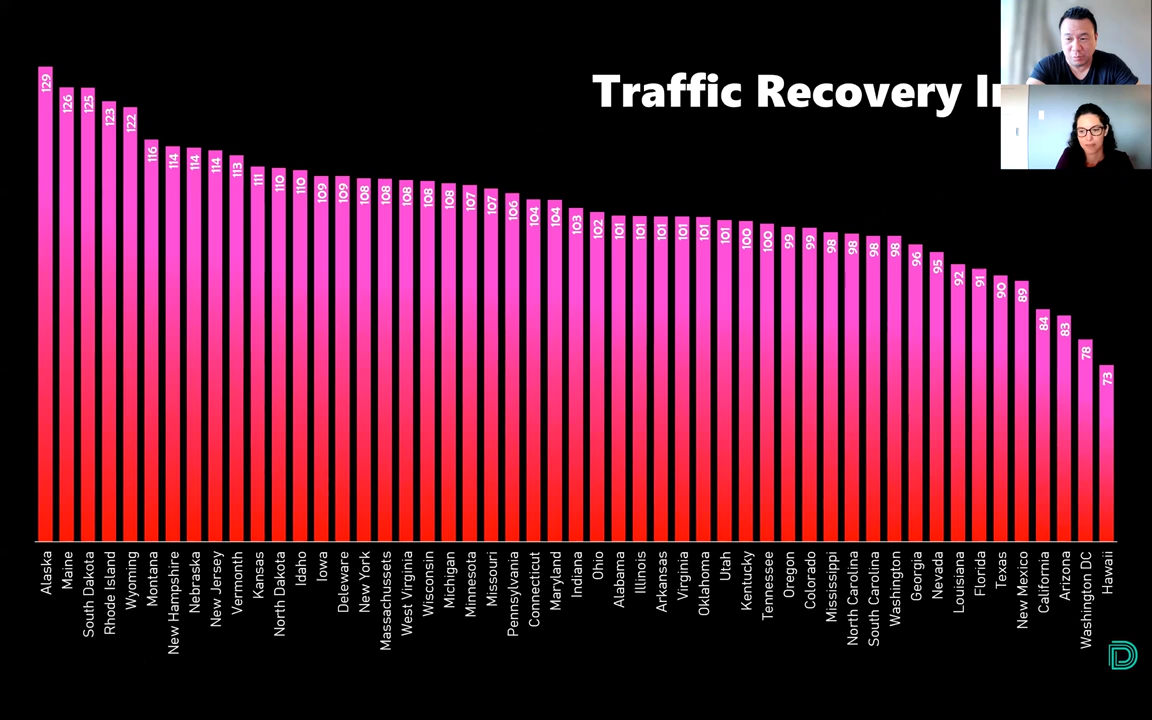 Traffic Recovery
129
126
125
123
122
116
114
114
114
113
111
110
110
109
109
108
108
108
108
108
107
107
106
104
104
103
102
101
101
101
101
101
101
100
100
99
99
98
98
98
98
96
95
92
91
90
89
84
83
78
73
Alaska
Maine
South Dakota
Rhode Island
Wyoming
Montana
New Hampshire
Nebraska
New Jersey
Vermonth
Kansas
North Dakota
Idaho
Iowa
Deleware
New York
Massachusets
West Virginia
Wisconsin
Michigan
Minnesota
Missouri
Pennsylvania
Connecticut
Maryland
Indiana
Ohio
Alabama
Illinois
Arkansas
Virginia
Oklahoma
Utah
Kentucky
Tennessee
Oregon
Colorado
Mississippi
North Carolina
South Carolina
Washington
Georgia
Nevada
Louisiana
Florida
Texas
New Mexico
California
Arizona
Washington DC
Hawaii